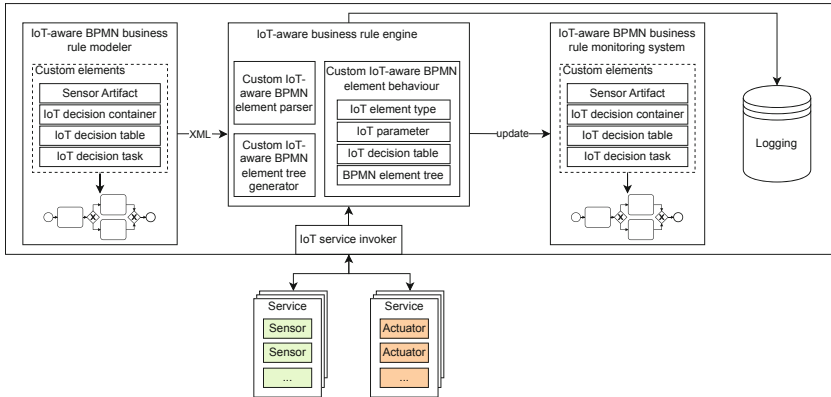 IoT-aware BPMN business
rule modeler
Custom elements
Sensor Artifact
IoT decision container
IoT decision table
IoT decision task
XML
IoT-aware business rule engine
Custom IoT-
aware BPMN
element parser
Custom IoT-
aware BPMN
element tree
generator
Custom IoT-aware BPMN
element behaviour
IoT element type
IoT parameter
IoT decision table
BPMN element tree
update
IoT-aware BPMN business
rule monitoring system
Custom elements
Sensor Artifact
IoT decision container
IoT decision table
IoT decision task
Logging
IoT service invoker
Service
Sensor
Sensor
...
Service
Actuator
Actuator
...